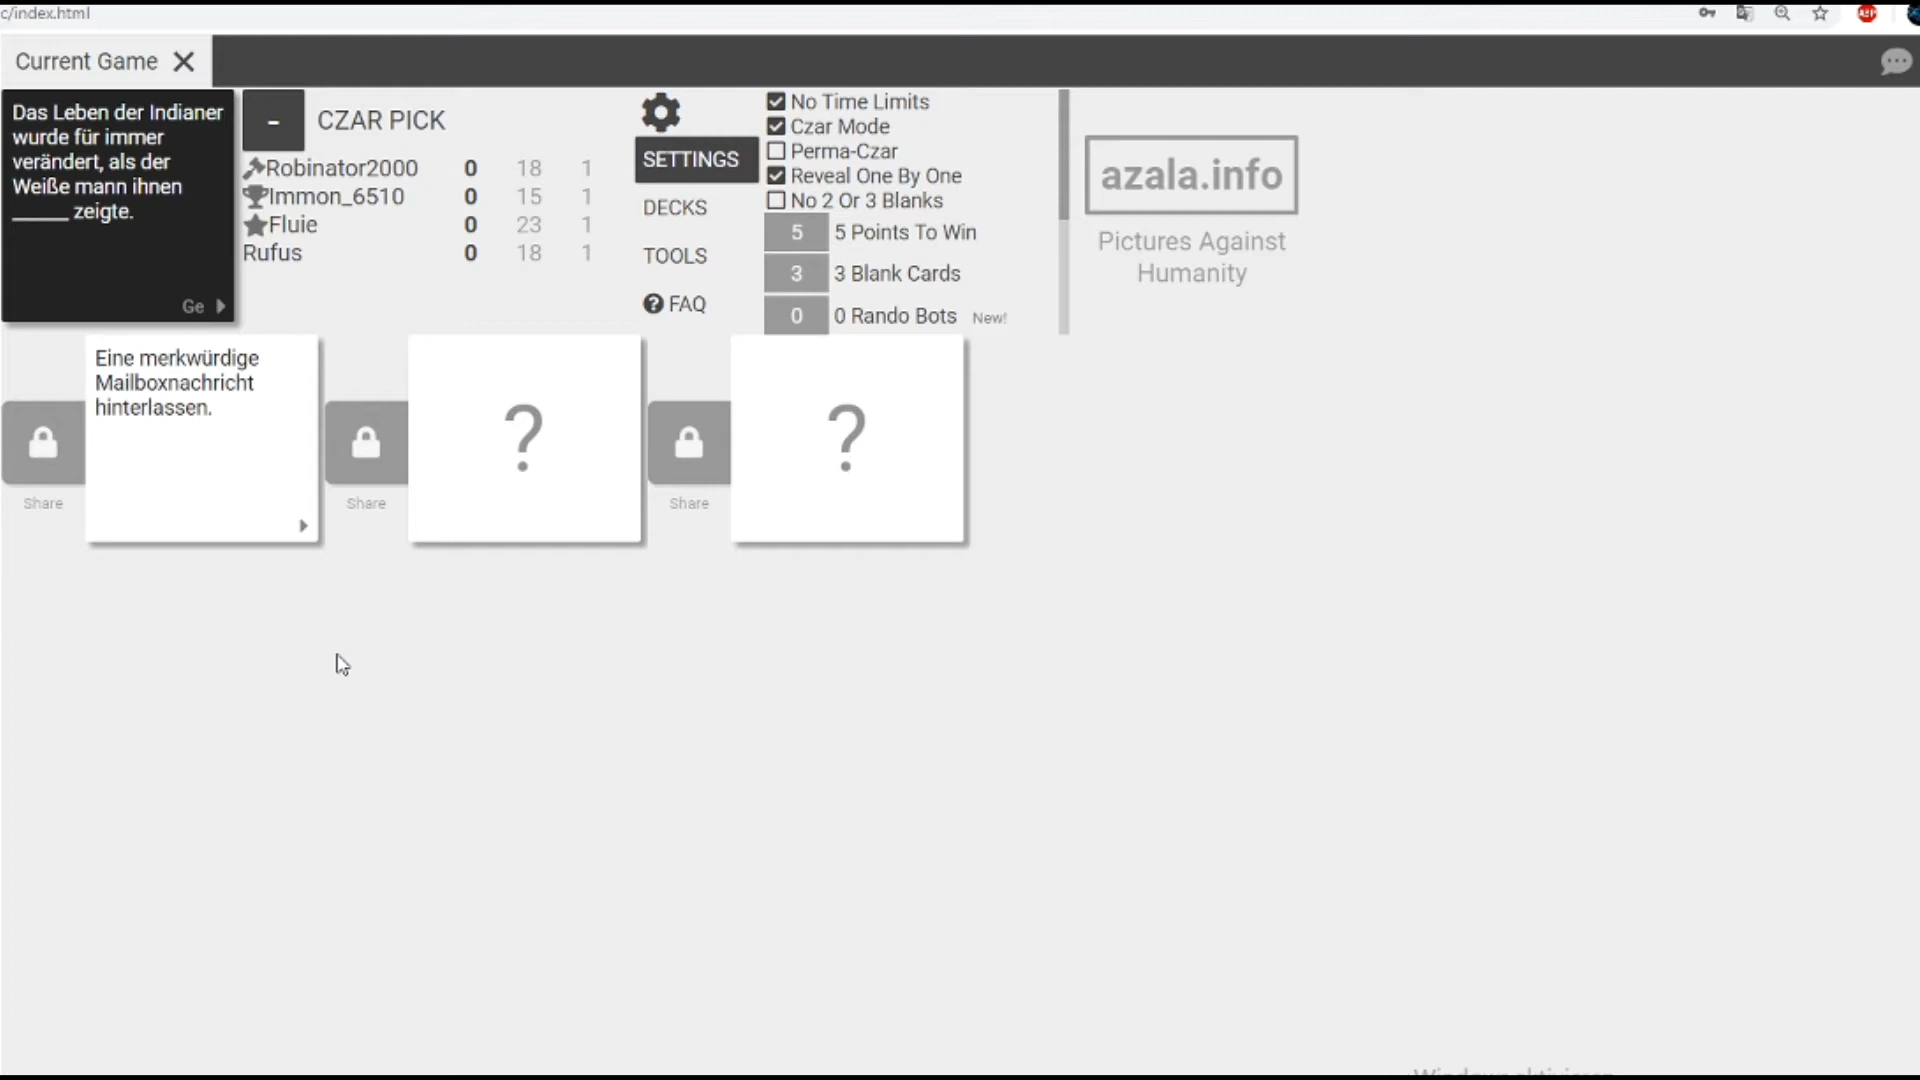 c/index.html
Current Game
Das Leben der Indianer
wurde für immer
verändert, als der
Weiße mann ihnen
______ zeigte.
Ge
-
CZAR PICK
Robinator2000 0 18 1
Immon_6510 0 15 1
Fluie 0 23 1
Rufus 0 18 1
SETTINGS
DECKS
TOOLS
? FAQ
No Time Limits
Czar Mode
Perma-Czar
Reveal One By One
No 2 Or 3 Blanks
5 5 Points To Win
3 3 Blank Cards
0 0 Rando Bots New!
azala.info
Pictures Against
Humanity
Eine merkwürdige
Mailboxnachricht
hinterlassen.
Share
?
Share
?
Share
ABP
Windows aktivieren